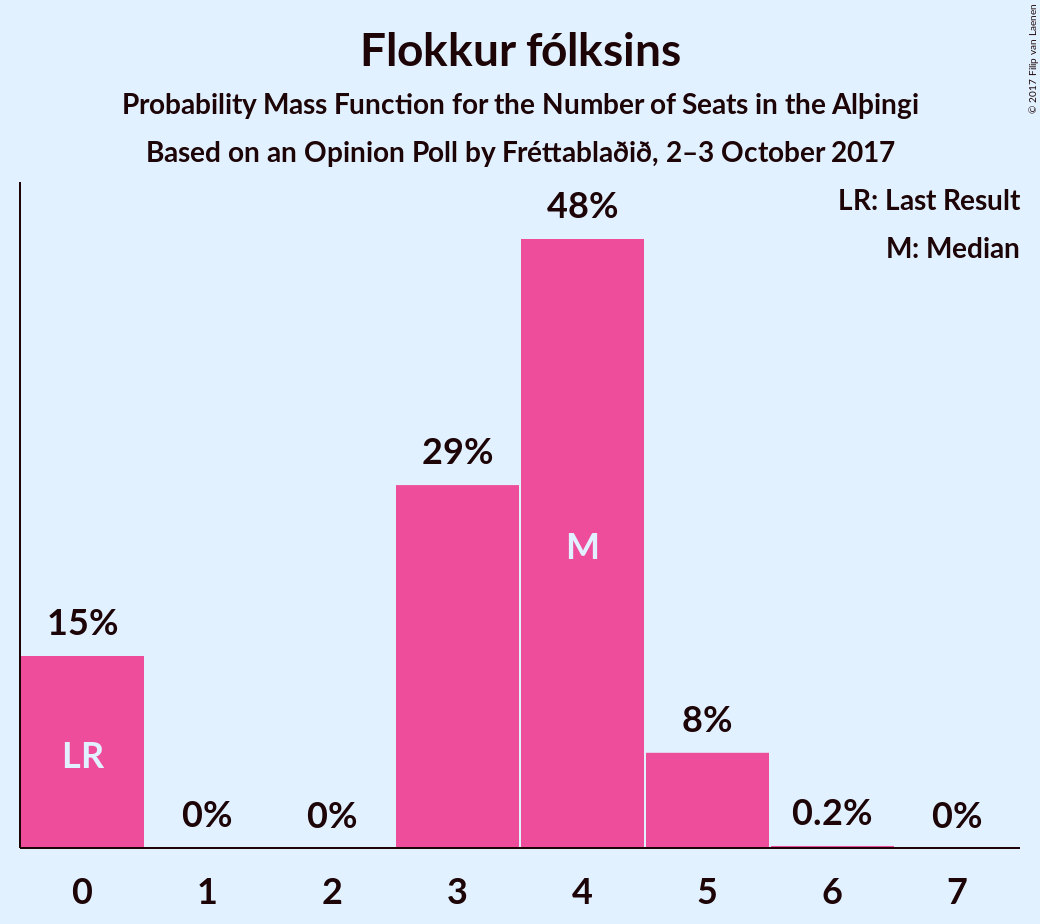 Flokkur fólksins
Probability Mass Function for the Number of Seats in the Alþingi
Based on an Opinion Poll by Fréttablaðið, 2–3 October 2017
© 2017 Filip van Laenen
LR: Last Result
M: Median
48%
29%
M
15%
LR
8%
0%
0%
0.2%
0%
0 1 2 3 4 5 6 7